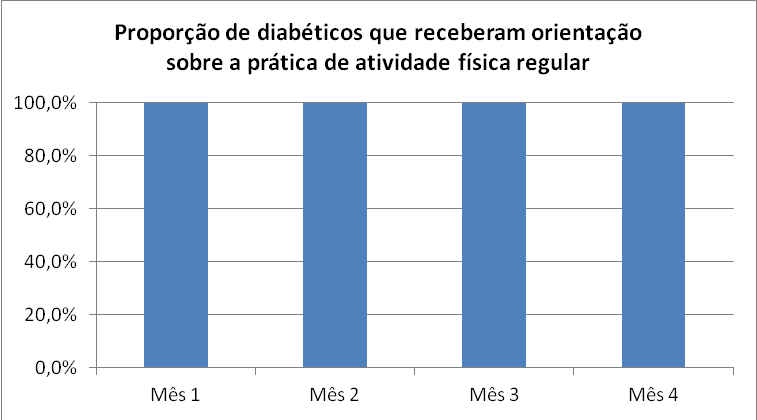 Proporção de diabéticos que receberam orientação
sobre a prática de atividade física regular
100,0%
80,0%
60,0%
40,0%
20,0%
0,0%
Mês 1 Mês 2 Mês 3 Mês 4